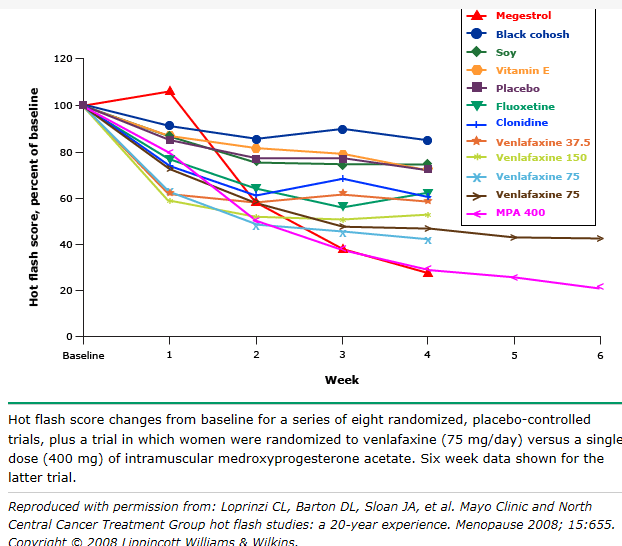 Megestrol
Black cohosh
Soy
Vitamin E
Placebo
Fluoxetine
Clonidine
Venlafaxine 37.5
Venlafaxine 150
Venlafaxine 75
Venlafaxine 75
MPA 400
Hot flash score, percent of baseline
120
100
80
60
40
20
0
Baseline 1 2 3 4 5 6
Week
Hot flash score changes from baseline for a series of eight randomized, placebo-controlled
trials, plus a trial in which women were randomized to venlafaxine (75 mg/day) versus a single
dose (400 mg) of intramuscular medroxyprogesterone acetate. Six week data shown for the
latter trial.
Reproduced with permission from: Loprinzi CL, Barton DL, Sloan JA, et al. Mayo Clinic and North
Central Cancer Treatment Group hot flash studies: a 20-year experience. Menopause 2008; 15:655.
Copyright © 2008 Lippincott Williams & Wilkins.